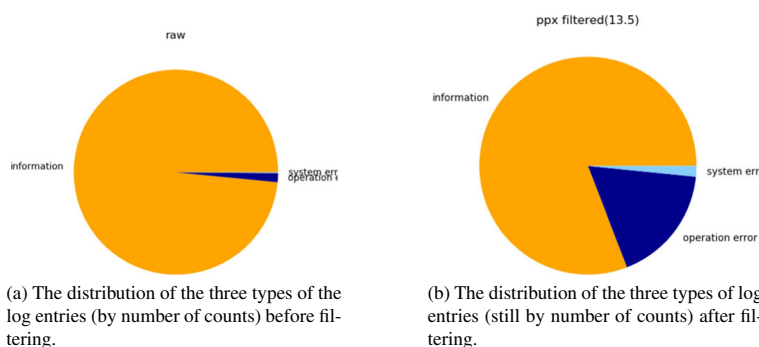 raw
information
system err
operation e
(a) The distribution of the three types of the
log entries (by number of counts) before fil-
tering.
ppx filtered(13.5)
information
system err
operation error
(b) The distribution of the three types of log
entries (still by number of counts) after fil-
tering.